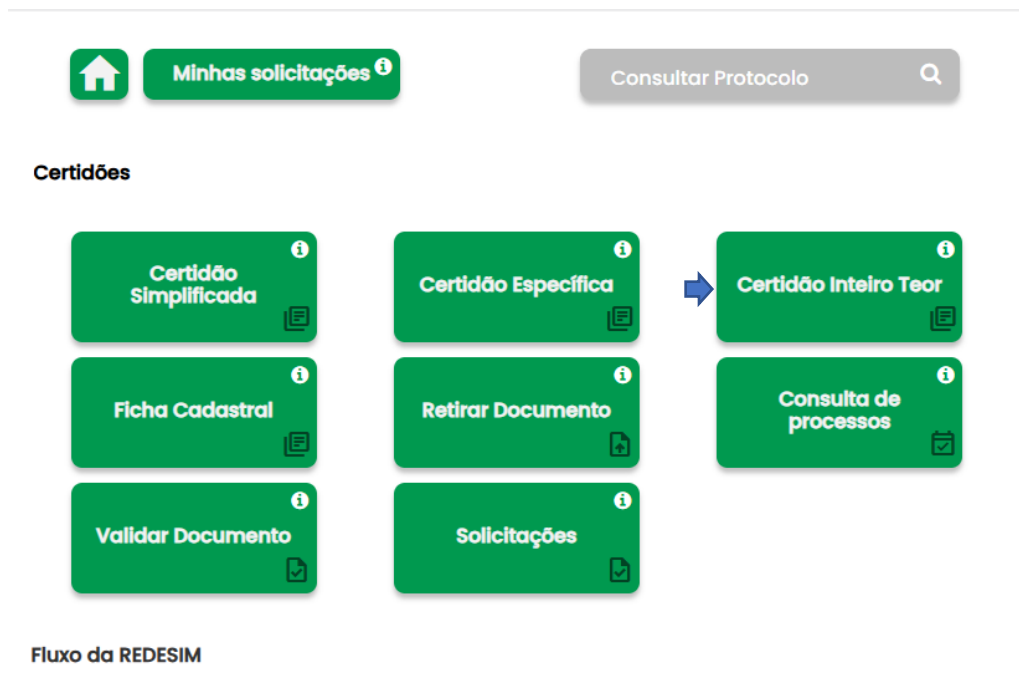 Minhas solicitações
Consultar Protocolo
Certidões
Certidão
Simplificada
Certidão Específica
Certidão Inteiro Teor
Ficha Cadastral
Retirar Documento
Consulta de
processos
Validar Documento
Solicitações
Fluxo da REDESIM